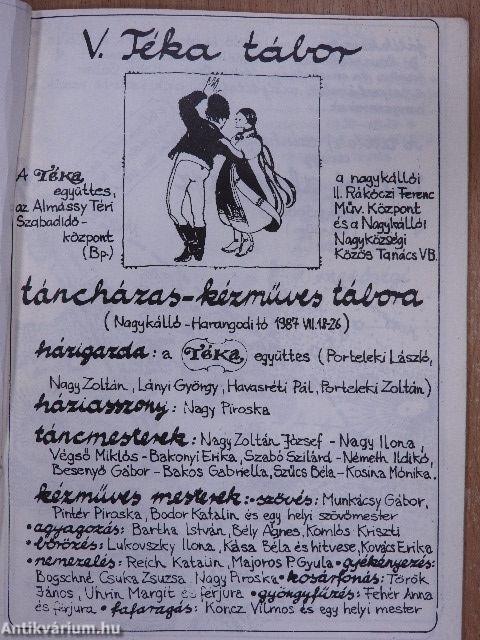 V. Téka tábor
A Téka
együttes,
az Almássy Téri
Szabadidő-
központ
(Bp.)
a nagykállói
II. Rákóczi Ferenc
Műv. Központ
és a Nagykállói
Nagyközségi
Közös Tanács VB.
táncházas-kézműves tábora
(Nagykálló-Harangodi tó 1987 VII.18-26)
házigazda: a Téka együttes (Porteleki László,
Nagy Zoltán, Lányi György, Havasréti Pál, Porteleki Zoltán)
háziasszony: Nagy Piroska
táncmesterek: Nagy Zoltán József - Nagy Ilona,
Végső Miklós - Bakonyi Erika, Szabó Szilárd - Németh Ildikó,
Besenyő Gábor - Bakos Gabriella, Szűcs Béla - Kosina Mónika.
kézműves mesterek: - szövés: Munkácsy Gábor,
Pintér Piroska, Bodor Katalin és egy helyi szövőmester
• agyagozás: Bartha István, Bély Ágnes, Komlós Kriszti
• bőrözés: Lukovszky Ilona, Kása Béla és hitvese, Kovács Erika
• nemezelés: Reich Katalin, Majoros P. Gyula • gyékényezés:
Bogschné Csuka Zsuzsa, Nagy Piroska • kosárfonás: Török
János, Uhrin Margit és férjura • gyöngyfűzés: Fehér Anna
és férjura • fafaragás: Koncz Vilmos és egy helyi mester
Antikvárium.hu